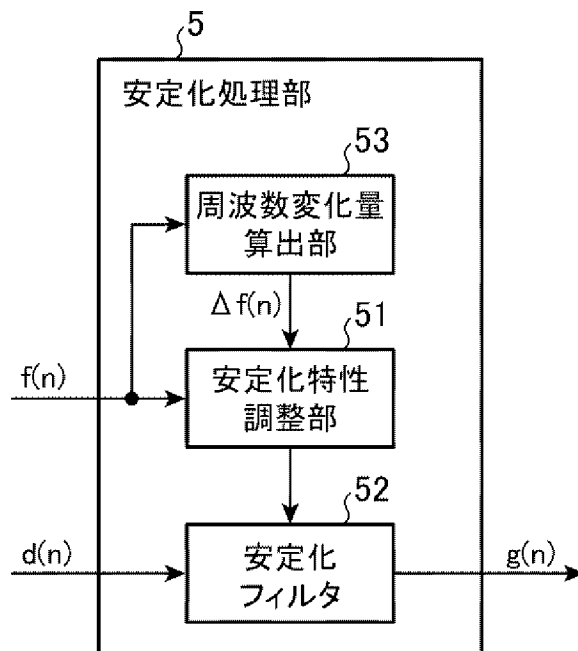 5
安定化処理部
53
周波数変化量
算出部
Δf(n)
51
f(n)
安定化特性
調整部
52
d(n)
安定化
フィルタ
g(n)